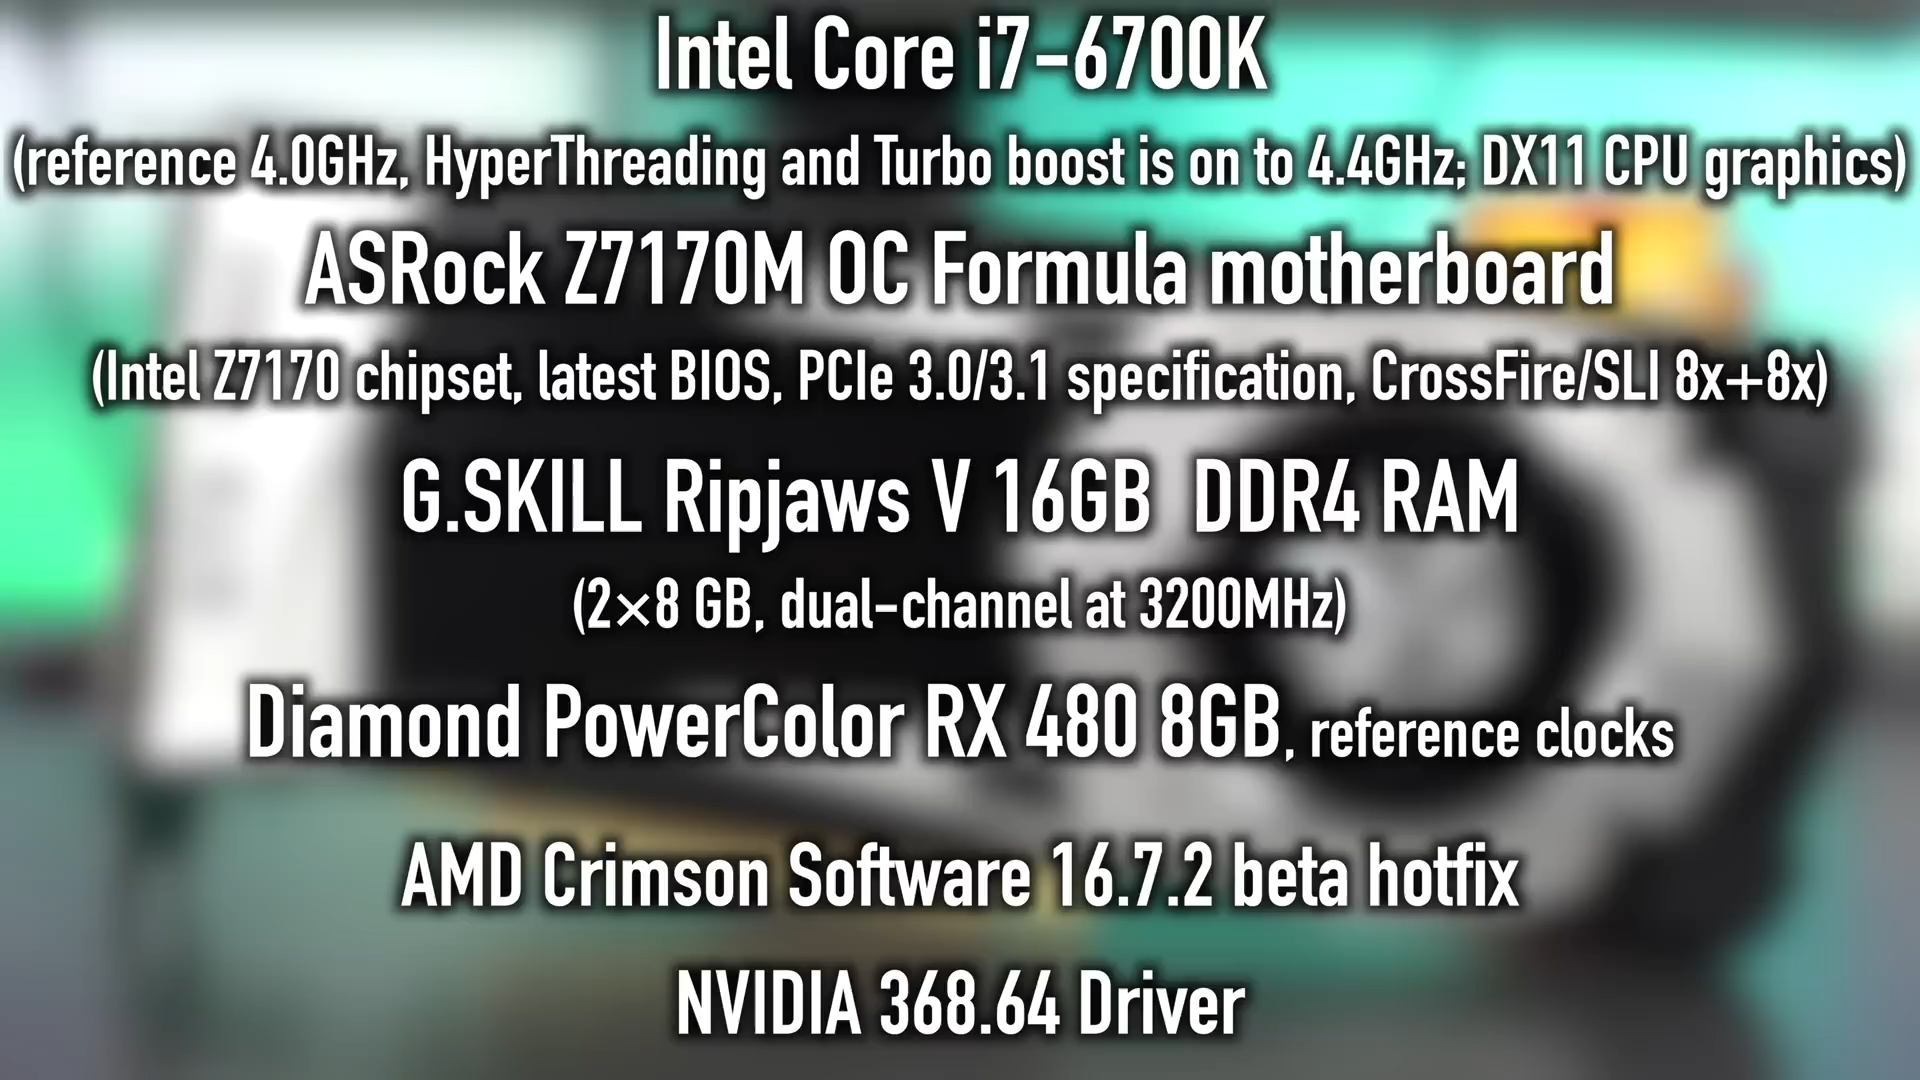 Intel Core i7-6700K
(reference 4.0GHz, HyperThreading and Turbo boost is on to 4.4GHz; DX11 CPU graphics)
ASRock Z7170M OC Formula motherboard
(Intel Z7170 chipset, latest BIOS, PCIe 3.0/3.1 specification, CrossFire/SLI 8x+8x)
G.SKILL Ripjaws V 16GB  DDR4 RAM
(2×8 GB, dual-channel at 3200MHz)
Diamond PowerColor RX 480 8GB, reference clocks
AMD Crimson Software 16.7.2 beta hotfix
NVIDIA 368.64 Driver